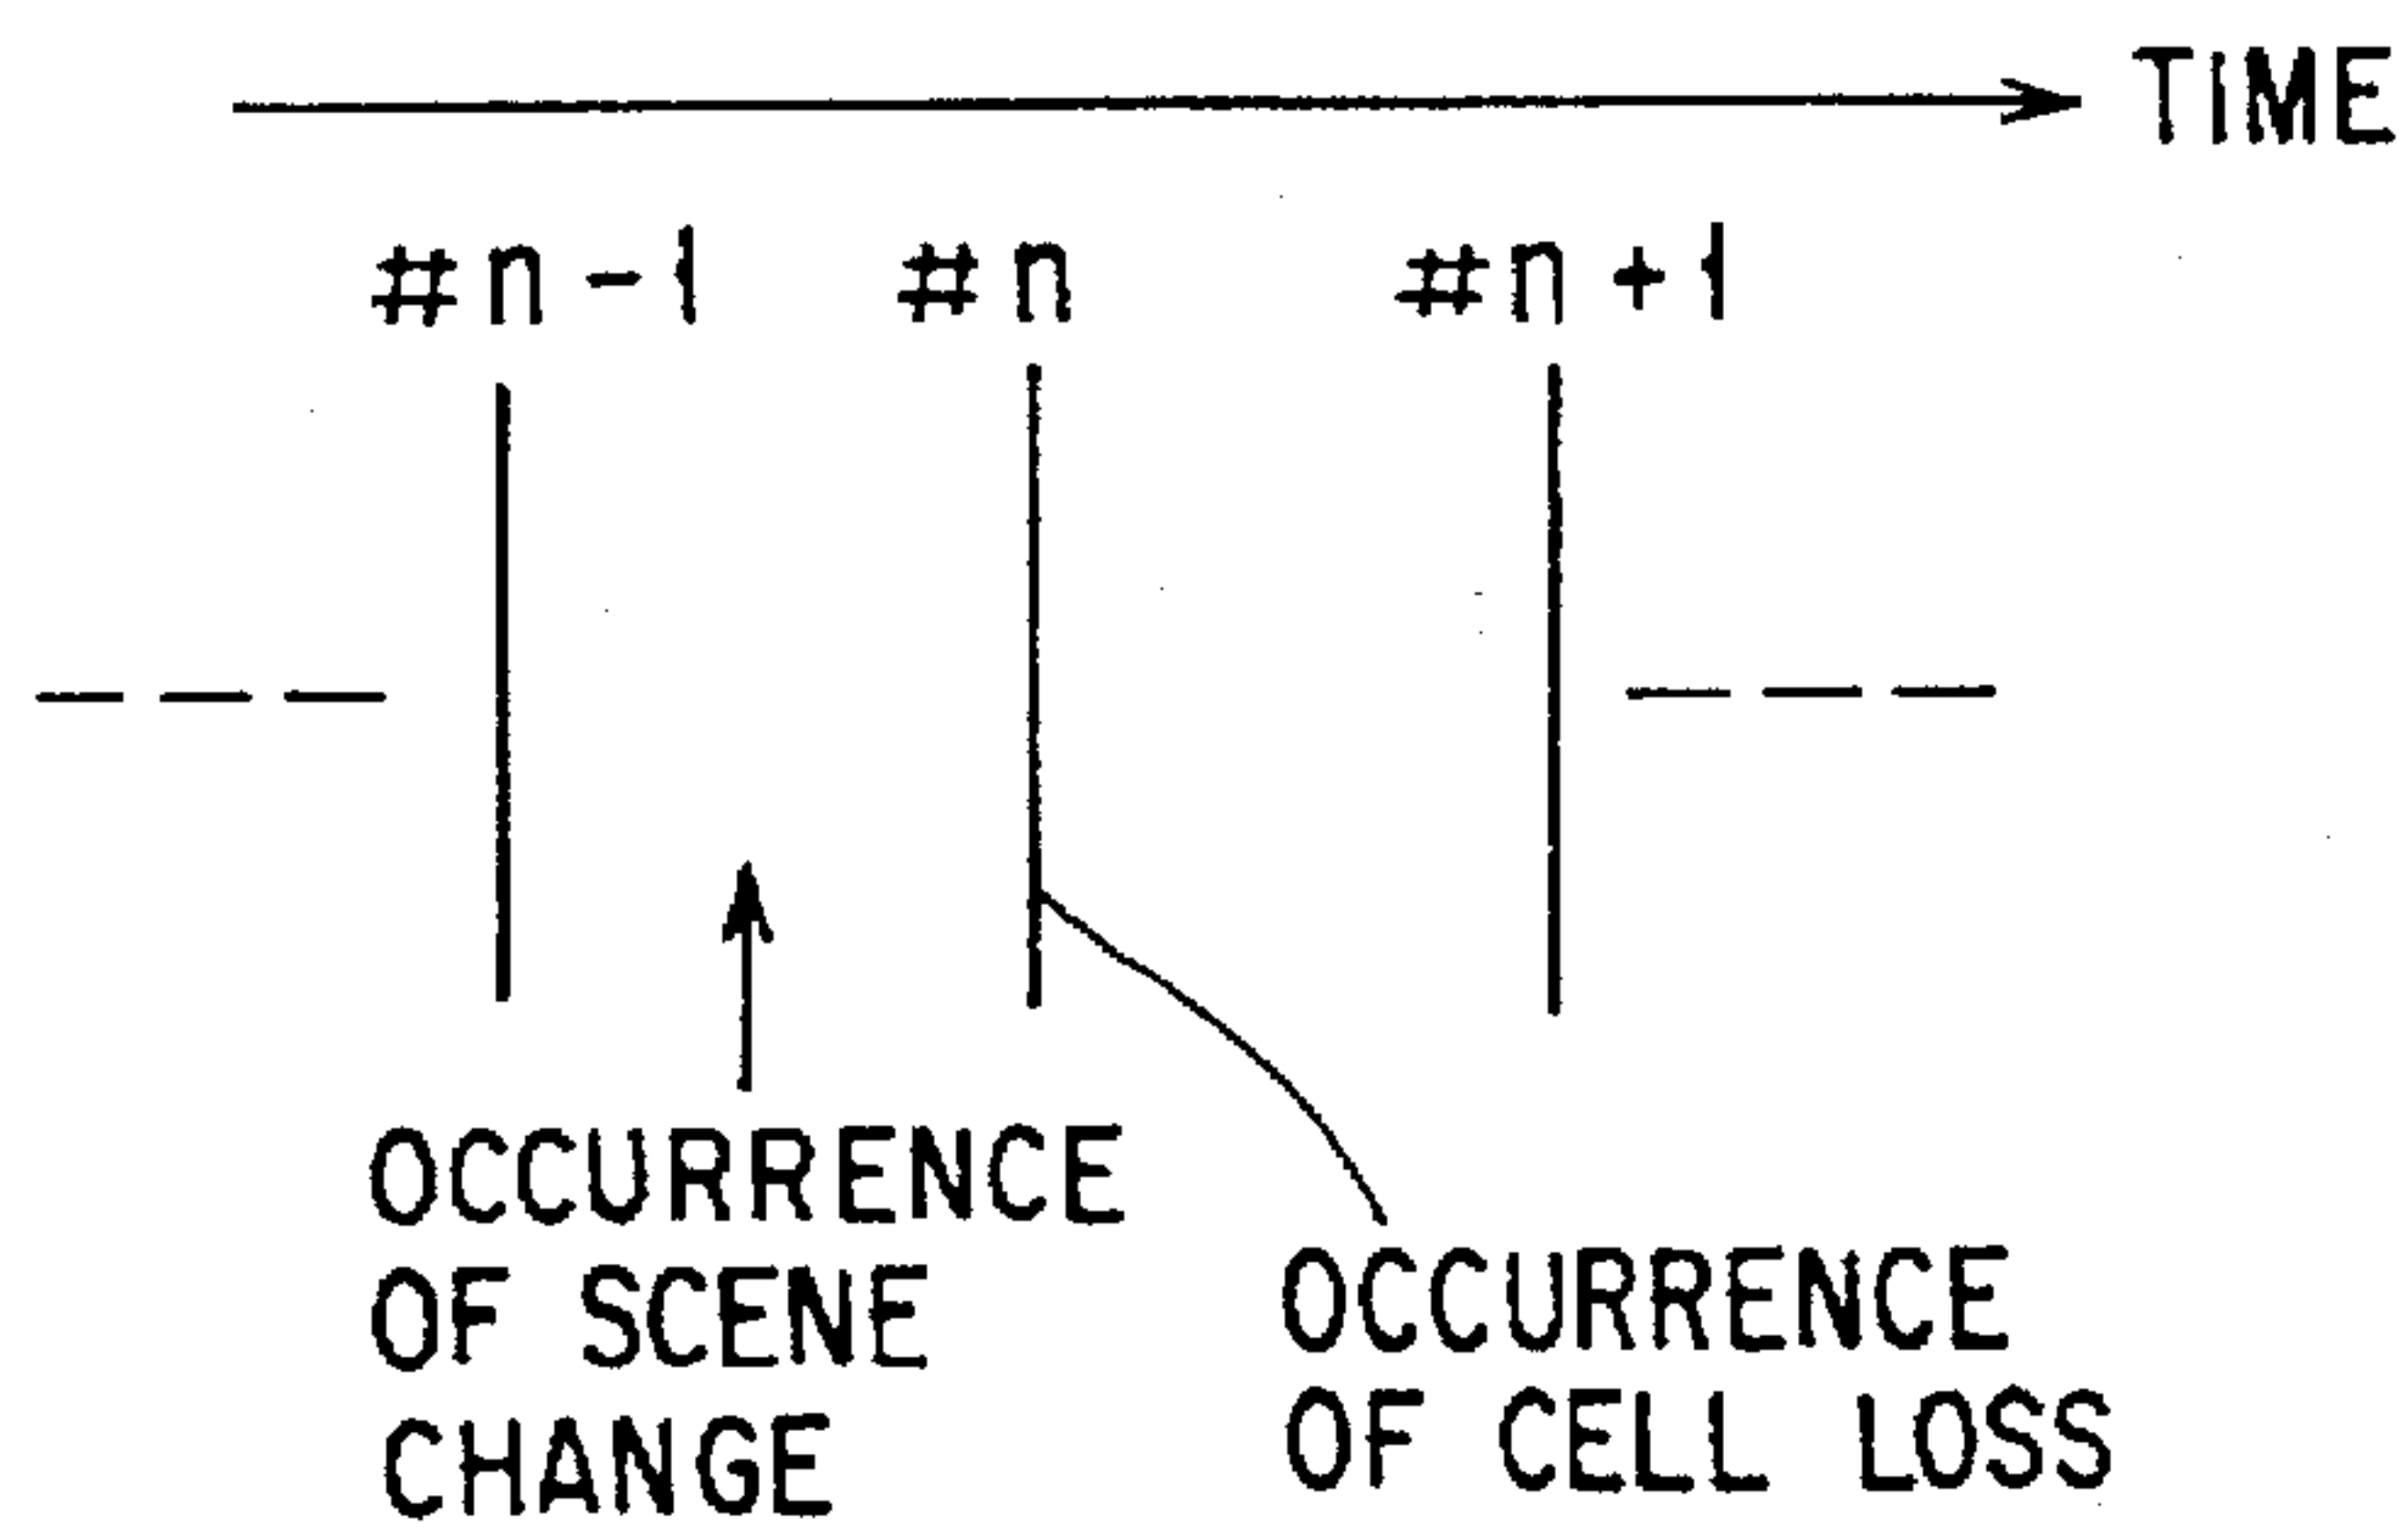 TIME
#n-1 #n #n+1
OCCURRENCE
OF SCENE
CHANGE
OCCURRENCE
OF CELL LOSS